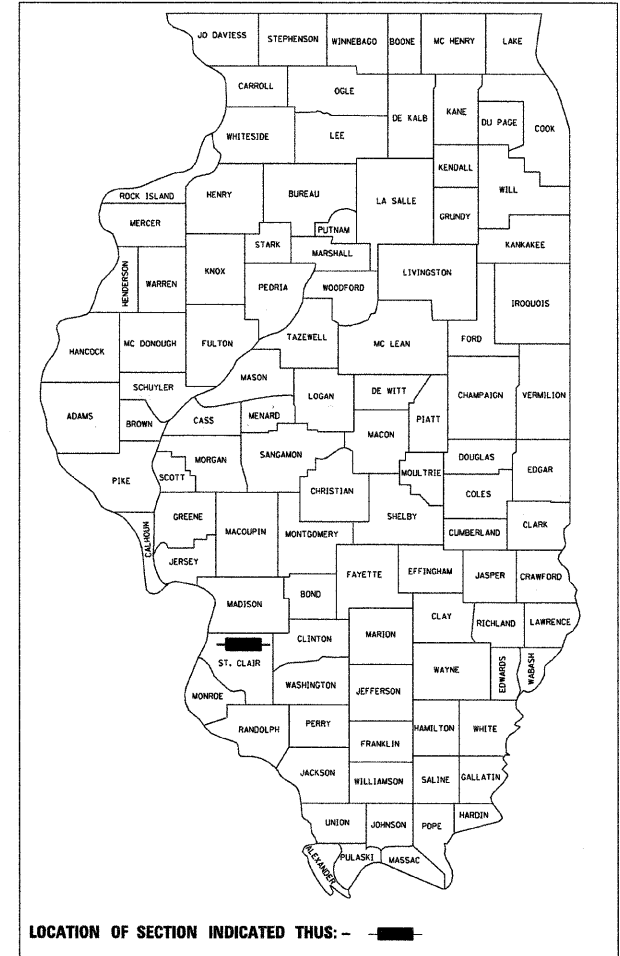 JO DAVIESS STEPHENSON WINNEBAGO BOONE MC HENRY LAKE
CARROLL OGLE DE KALB KANE DU PAGE COOK
WHITESIDE LEE
KENDALL WILL
ROCK ISLAND HENRY BUREAU LA SALLE
GRUNDY
MERCER PUTNAM
STARK MARSHALL KANKAKEE
HENDERSON WARREN KNOX PEDRIA WOODFORD LIVINGSTON IROQUOIS
HANCOCK MC DONOUGH FULTON TAZEWELL MC LEAN FORD
SCHUYLER MASON
ADAMS BROWN CASS MENARD LOGAN DE WITT PIATT CHAMPAIGN VERMILION
MACON
MORGAN SANGAMON DOUGLAS
PIKE SCOTT CHRISTIAN MOULTRIE COLES EDGAR
GREENE MACOUPIN MONTGOMERY SHELBY CUMBERLAND CLARK
CALHOUN JERSEY
FAYETTE EFFINGHAM JASPER CRAWFORD
MADISON BOND
CLAY RICHLAND LAWRENCE
CLINTON MARION
ST. CLAIR WAYNE EDWARDS WABASH
MONROE WASHINGTON JEFFERSON
RANDOLPH PERRY HAMILTON WHITE
FRANKLIN
JACKSON WILLIAMSON SALINE GALLATIN
UNION JOHNSON POPE HARDIN
ALEXANDER PULASKI MASSAC
LOCATION OF SECTION INDICATED THUS: -